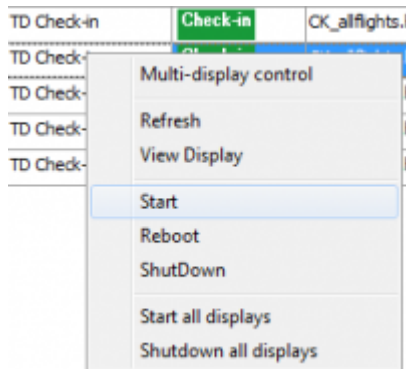 TD Check-in Check-in CK_allflights.
TD Check-
Multi-display control
TD Check-
Refresh
TD Check-
View Display
TD Check-
Start
Reboot
ShutDown
Start all displays
Shutdown all displays